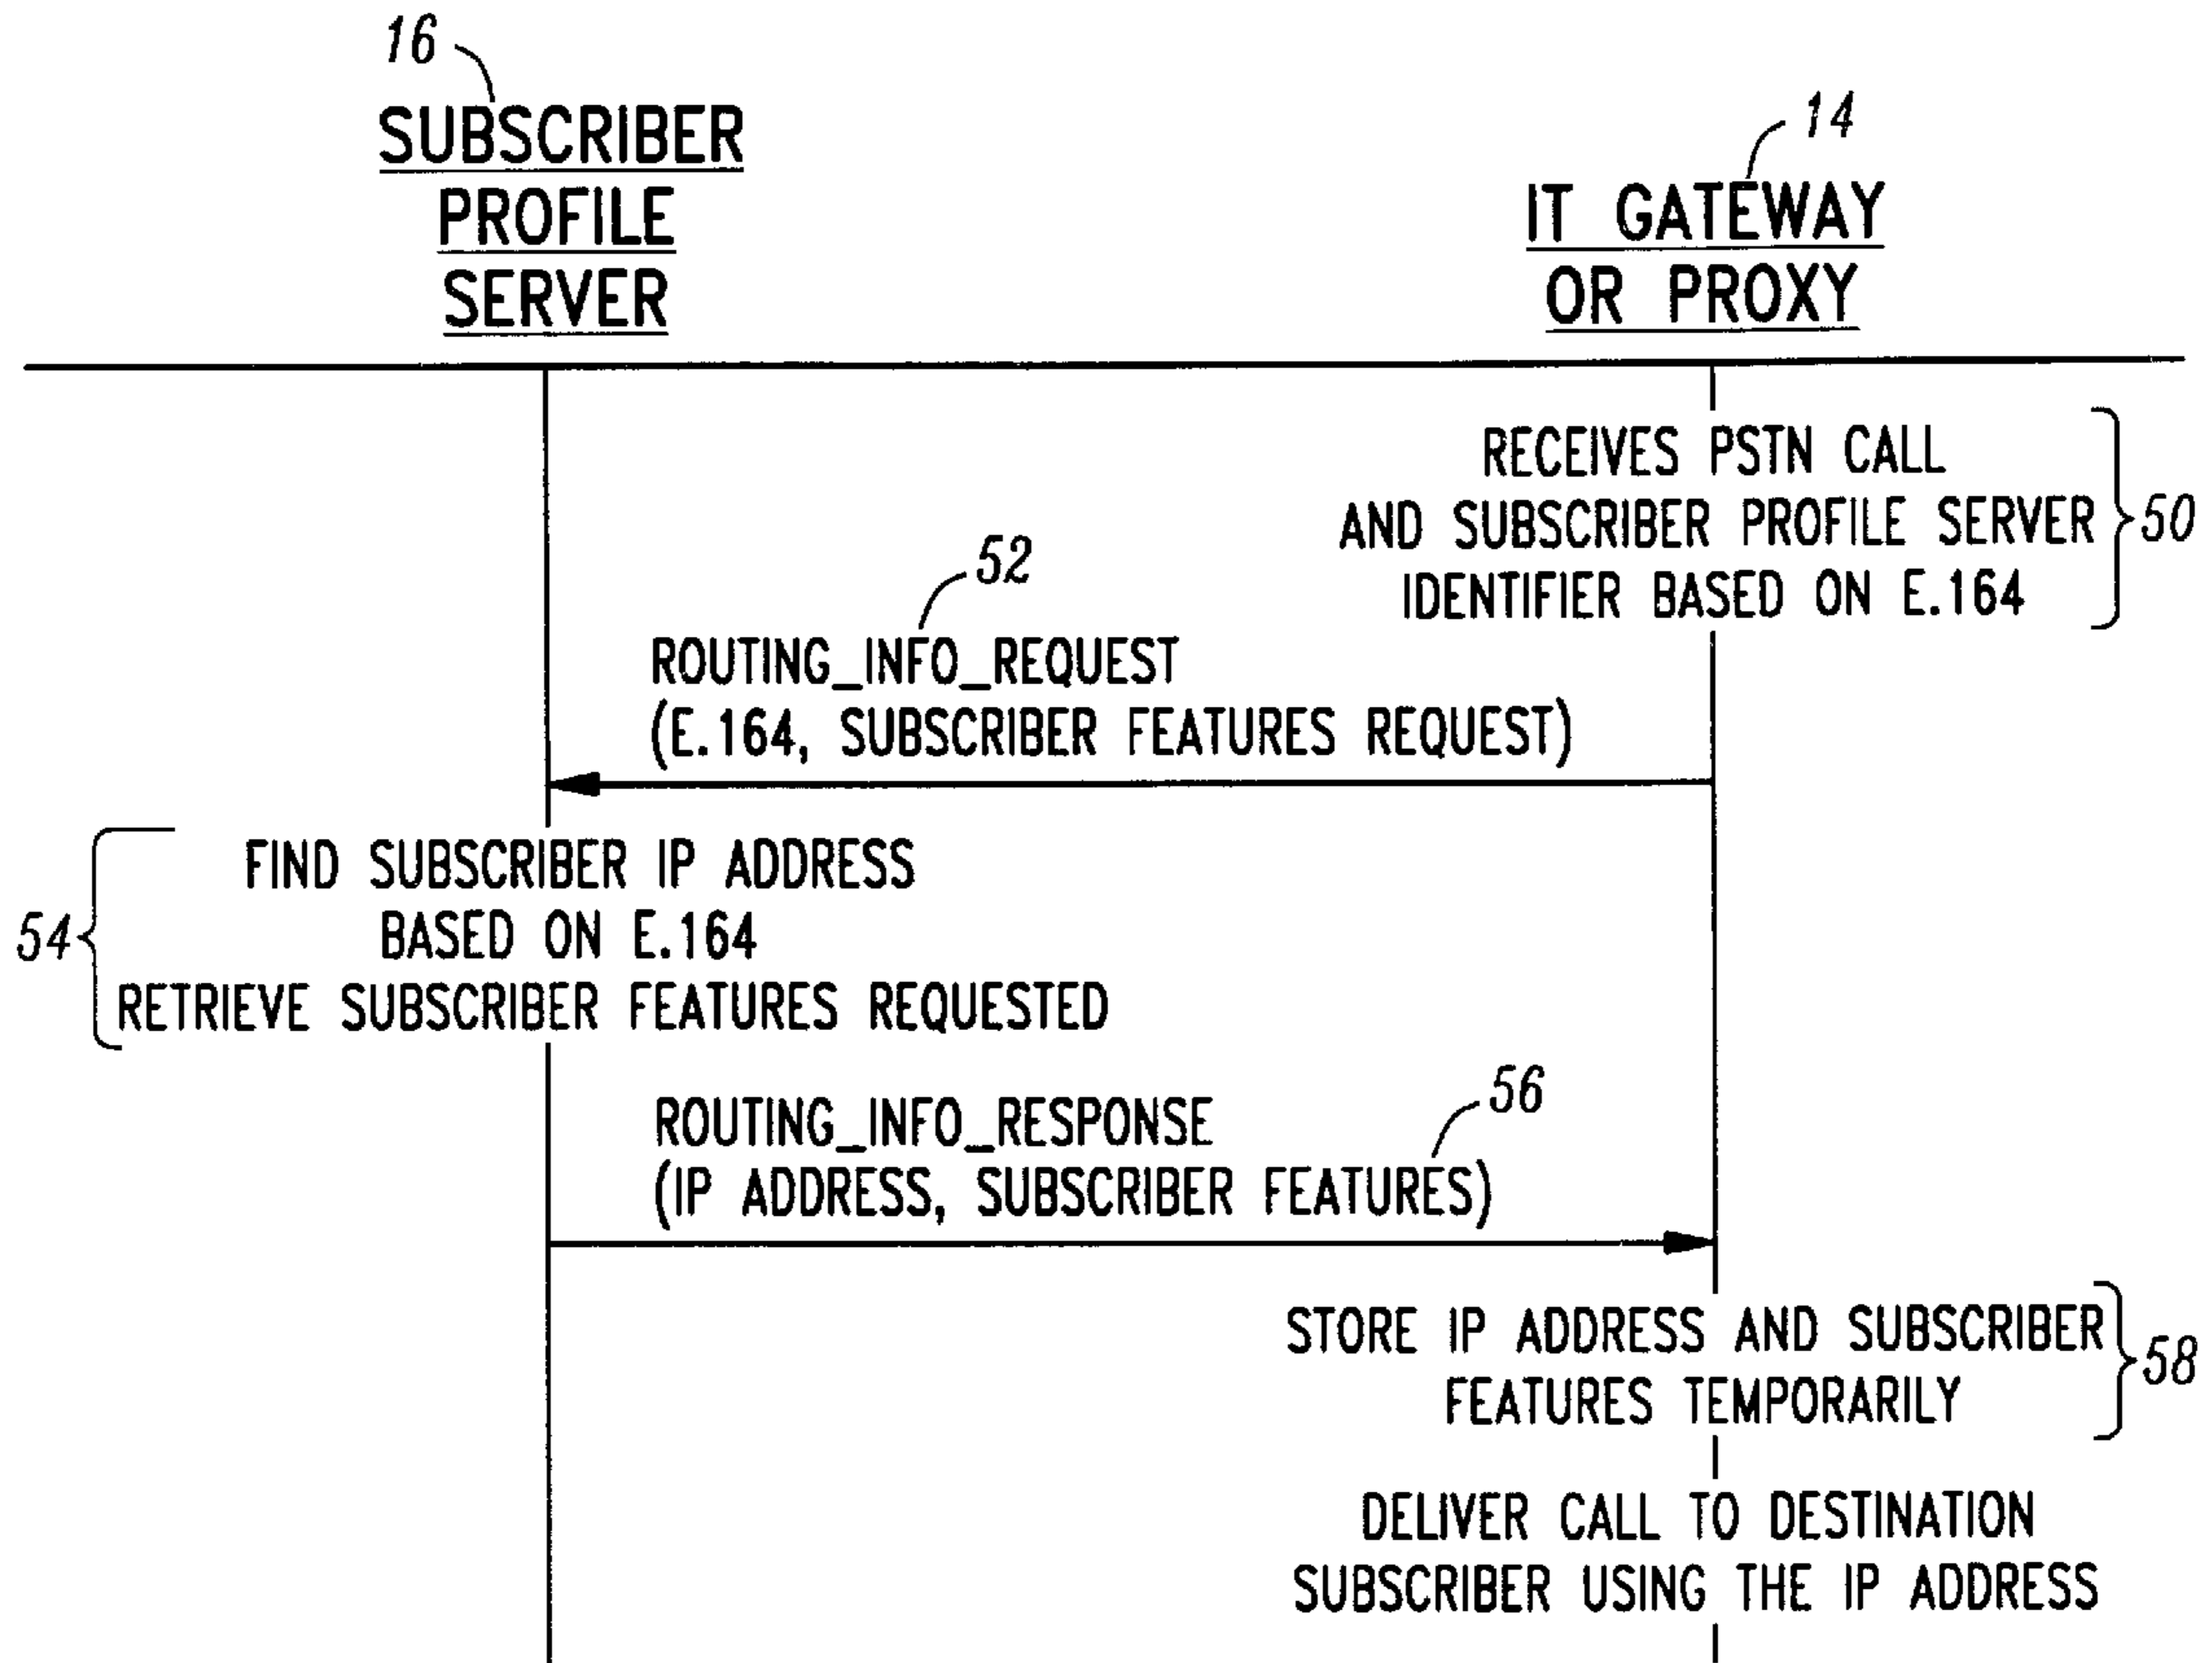 16
SUBSCRIBER
PROFILE
SERVER
14
IT GATEWAY
OR PROXY
RECEIVES PSTN CALL
AND SUBSCRIBER PROFILE SERVER
IDENTIFIER BASED ON E.164
50
52
ROUTING_INFO_REQUEST
(E.164, SUBSCRIBER FEATURES REQUEST)
54
FIND SUBSCRIBER IP ADDRESS
BASED ON E.164
RETRIEVE SUBSCRIBER FEATURES REQUESTED
56
ROUTING_INFO_RESPONSE
(IP ADDRESS, SUBSCRIBER FEATURES)
STORE IP ADDRESS AND SUBSCRIBER
FEATURES TEMPORARILY
58
DELIVER CALL TO DESTINATION
SUBSCRIBER USING THE IP ADDRESS